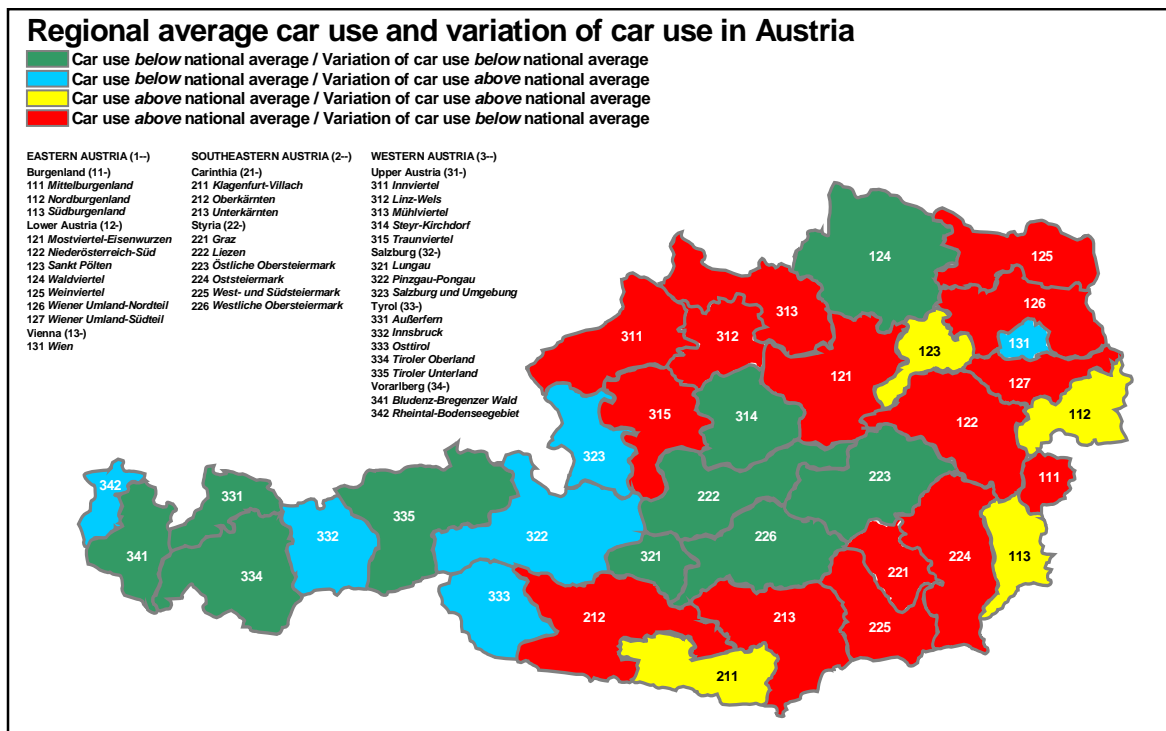 Regional average car use and variation of car use in Austria
Car use below national average / Variation of car use below national average
Car use below national average / Variation of car use above national average
Car use above national average / Variation of car use above national average
Car use above national average / Variation of car use below national average
EASTERN AUSTRIA (1--)
Burgenland (11-)
111 Mittelburgenland
112 Nordburgenland
113 Südburgenland
Lower Austria (12-)
121 Mostviertel-Eisenwurzen
122 Niederösterreich-Süd
123 Sankt Pölten
124 Waldviertel
125 Weinviertel
126 Wiener Umland-Nordteil
127 Wiener Umland-Südteil
Vienna (13-)
131 Wien
SOUTHEASTERN AUSTRIA (2--)
Carinthia (21-)
211 Klagenfurt-Villach
212 Oberkärnten
213 Unterkärnten
Styria (22-)
221 Graz
222 Liezen
223 Östliche Obersteiermark
224 Oststeiermark
225 West- und Südsteiermark
226 Westliche Obersteiermark
WESTERN AUSTRIA (3--)
Upper Austria (31-)
311 Innviertel
312 Linz-Wels
313 Mühlviertel
314 Steyr-Kirchdorf
315 Traunviertel
Salzburg (32-)
321 Lungau
322 Pinzgau-Pongau
323 Salzburg und Umgebung
Tyrol (33-)
331 Außerfern
332 Innsbruck
333 Osttirol
334 Tiroler Oberland
335 Tiroler Unterland
Vorarlberg (34-)
341 Bludenz-Bregenzer Wald
342 Rheintal-Bodenseegebiet
124
125
126
313
311
312
131
123
121
127
315
314
112
122
323
342
331
223
111
222
335
332
322
226
341
321
224
113
334
221
333
212
213
225
211